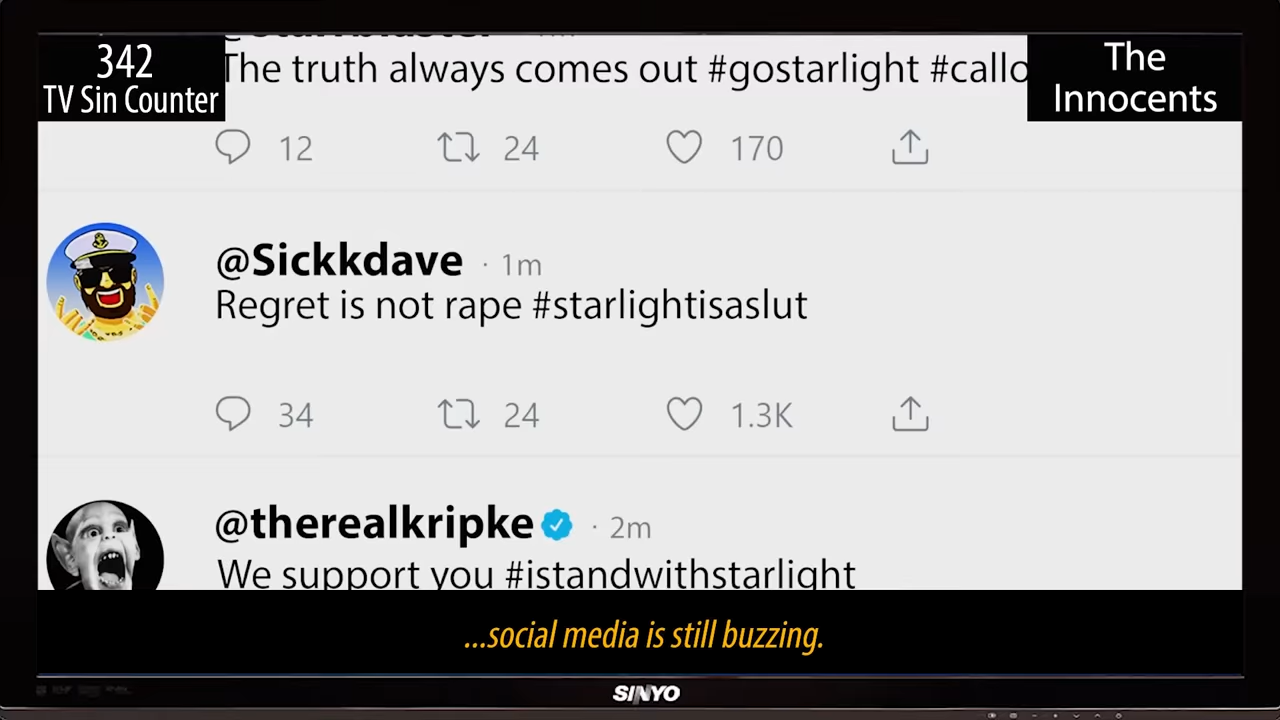 342
TV Sin Counter
The
Innocents
The truth always comes out #gostarlight #callo
12 24 170
@Sickkdave · 1m
Regret is not rape #starlightisaslut
34 24 1.3K
@therealkripke · 2m
We support you #istandwithstarlight
...social media is still buzzing.
SINYO